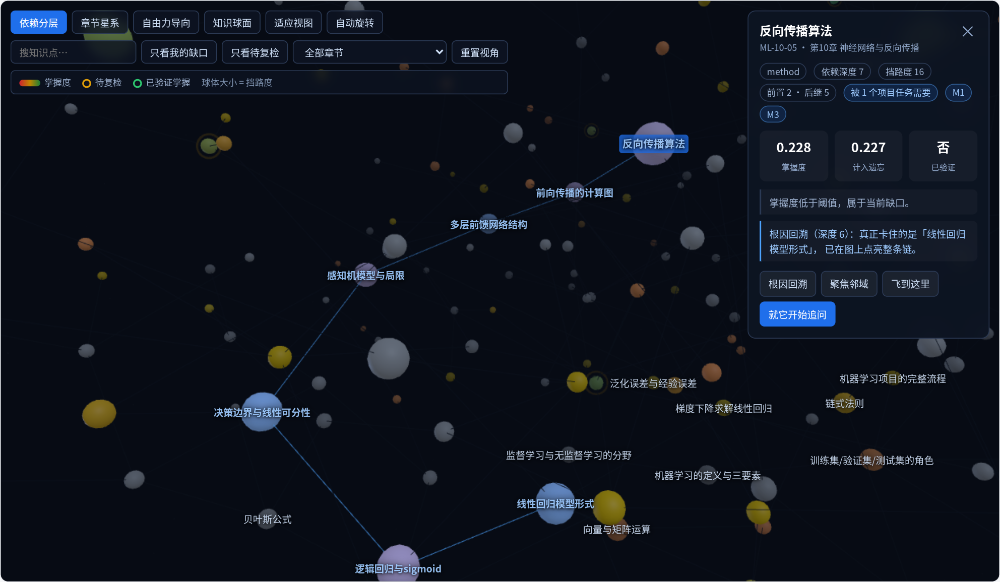 依赖分层
章节星系
自由力导向
知识球面
适应视图
自动旋转
搜知识点…
只看我的缺口
只看待复检
全部章节
重置视角
掌握度
待复检
已验证掌握
球体大小 = 挡路度
反向传播算法
ML-10-05 · 第10章 神经网络与反向传播
method
依赖深度 7
挡路度 16
前置 2 · 后继 5
被 1 个项目任务需要
M1
M3
0.228
掌握度
0.227
计入遗忘
否
已验证
掌握度低于阈值，属于当前缺口。
根因回溯（深度 6）：真正卡住的是「线性回归
模型形式」， 已在图上点亮整条链。
根因回溯
聚焦邻域
飞到这里
就它开始追问
反向传播算法
前向传播的计算图
多层前馈网络结构
感知机模型与局限
决策边界与线性可分性
泛化误差与经验误差
机器学习项目的完整流程
梯度下降求解线性回归
链式法则
监督学习与无监督学习的分野
训练集/验证集/测试集的角色
机器学习的定义与三要素
线性回归模型形式
贝叶斯公式
向量与矩阵运算
逻辑回归与sigmoid